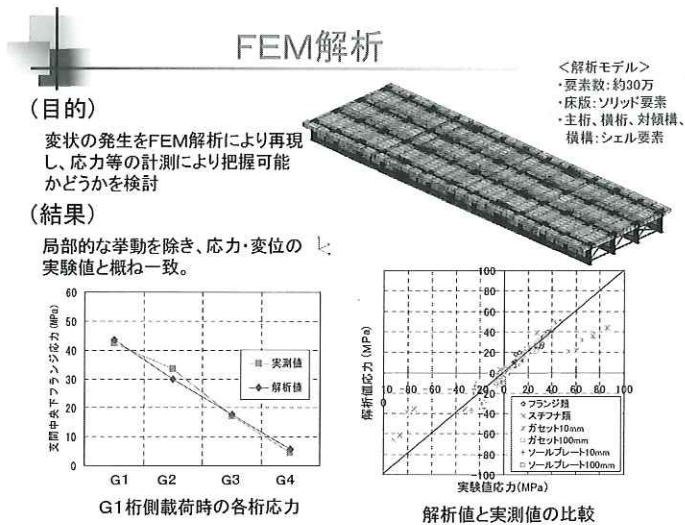 FEM解析
＜解析モデル＞
・要素数：約30万
・床版：ソリッド要素
・主桁、横桁、対傾構、
横構：シェル要素
（目的）
変状の発生をFEM解析により再現
し、応力等の計測により把握可能
かどうかを検討
（結果）
局部的な挙動を除き、応力・変位の
実験値と概ね一致。
支間中央下フランジ応力(MPa)
60
50
40
30
20
10
0
実測値
解析値
G1 G2 G3 G4
G1桁側載荷時の各桁応力
解析値応力(MPa)
100
80
60
40
20
0
-20
-40
-60
-80
-100
-100 -80 -60 -40 -20 0 20 40 60 80 100
フランジ類
スチフナ類
ガセット10mm
ガセット100mm
ソールプレート10mm
ソールプレート100mm
実験値応力(MPa)
解析値と実測値の比較